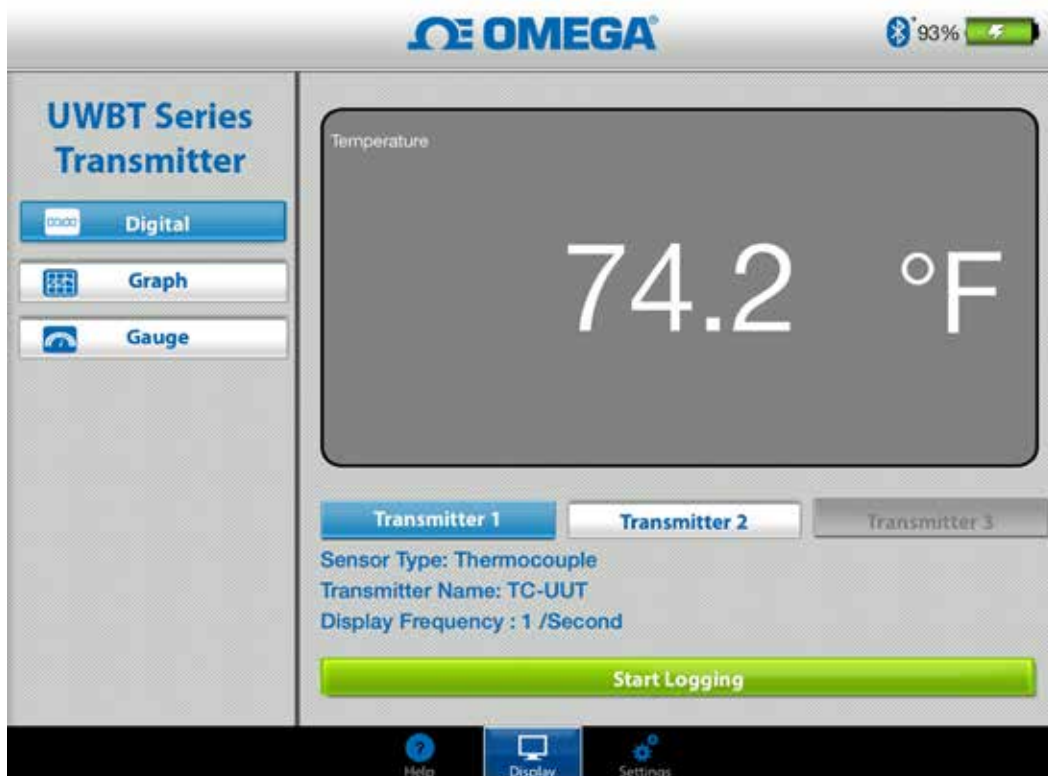 OMEGA®
93%
UWBT Series
Transmitter
Digital
Graph
Gauge
Temperature
74.2 °F
Transmitter 1
Transmitter 2
Transmitter 3
Sensor Type: Thermocouple
Transmitter Name: TC-UUT
Display Frequency : 1 /Second
Start Logging
Help
Display
Settings